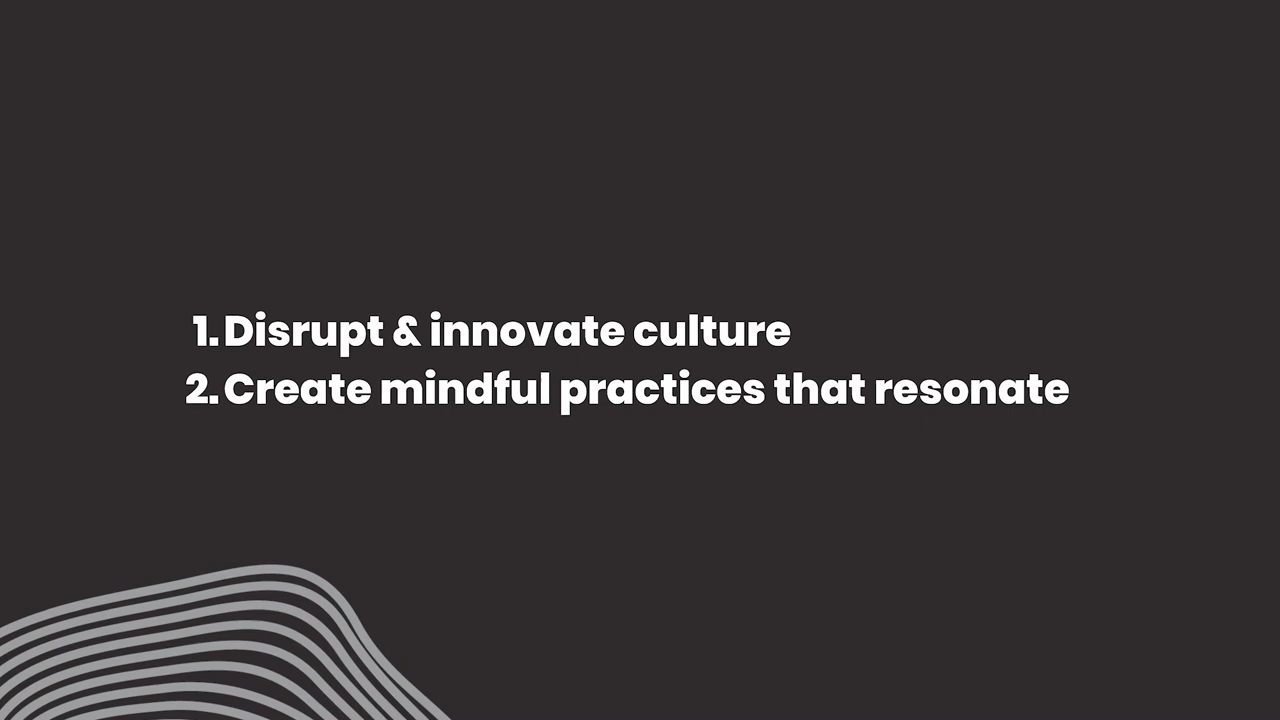 1. Disrupt & innovate culture
2. Create mindful practices that resonate